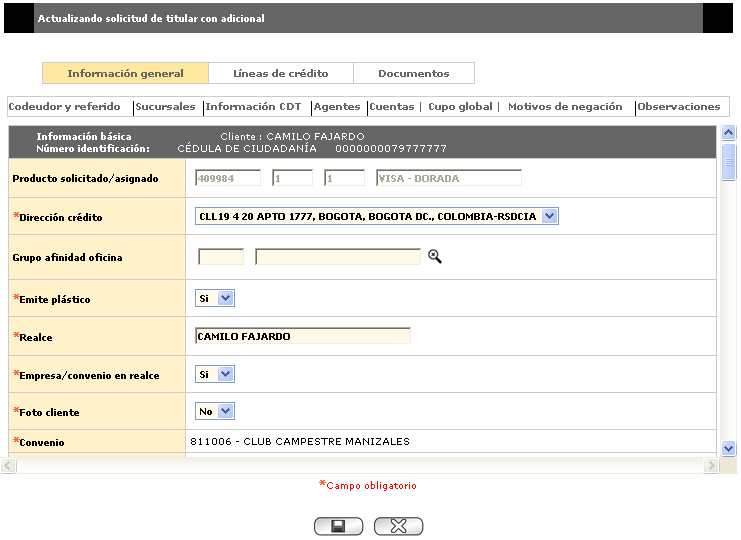 Actualizando solicitud de titular con adicional
Información general Líneas de crédito Documentos
Codeudor y referido Sucursales Información CDT Agentes Cuentas Cupo global Motivos de negación Observaciones
Información básica Cliente : CAMILO FAJARDO
Número identificación: CÉDULA DE CIUDADANÍA 0000000079777777
Producto solicitado/asignado 409984 1 1 VISA - DORADA
*Dirección crédito CLL19 4 20 APTO 1777, BOGOTA, BOGOTA DC., COLOMBIA-RSDCIA
Grupo afinidad oficina
*Emite plástico Si
*Realce CAMILO FAJARDO
*Empresa/convenio en realce Si
*Foto cliente No
*Convenio 811006 - CLUB CAMPESTRE MANIZALES
*Campo obligatorio